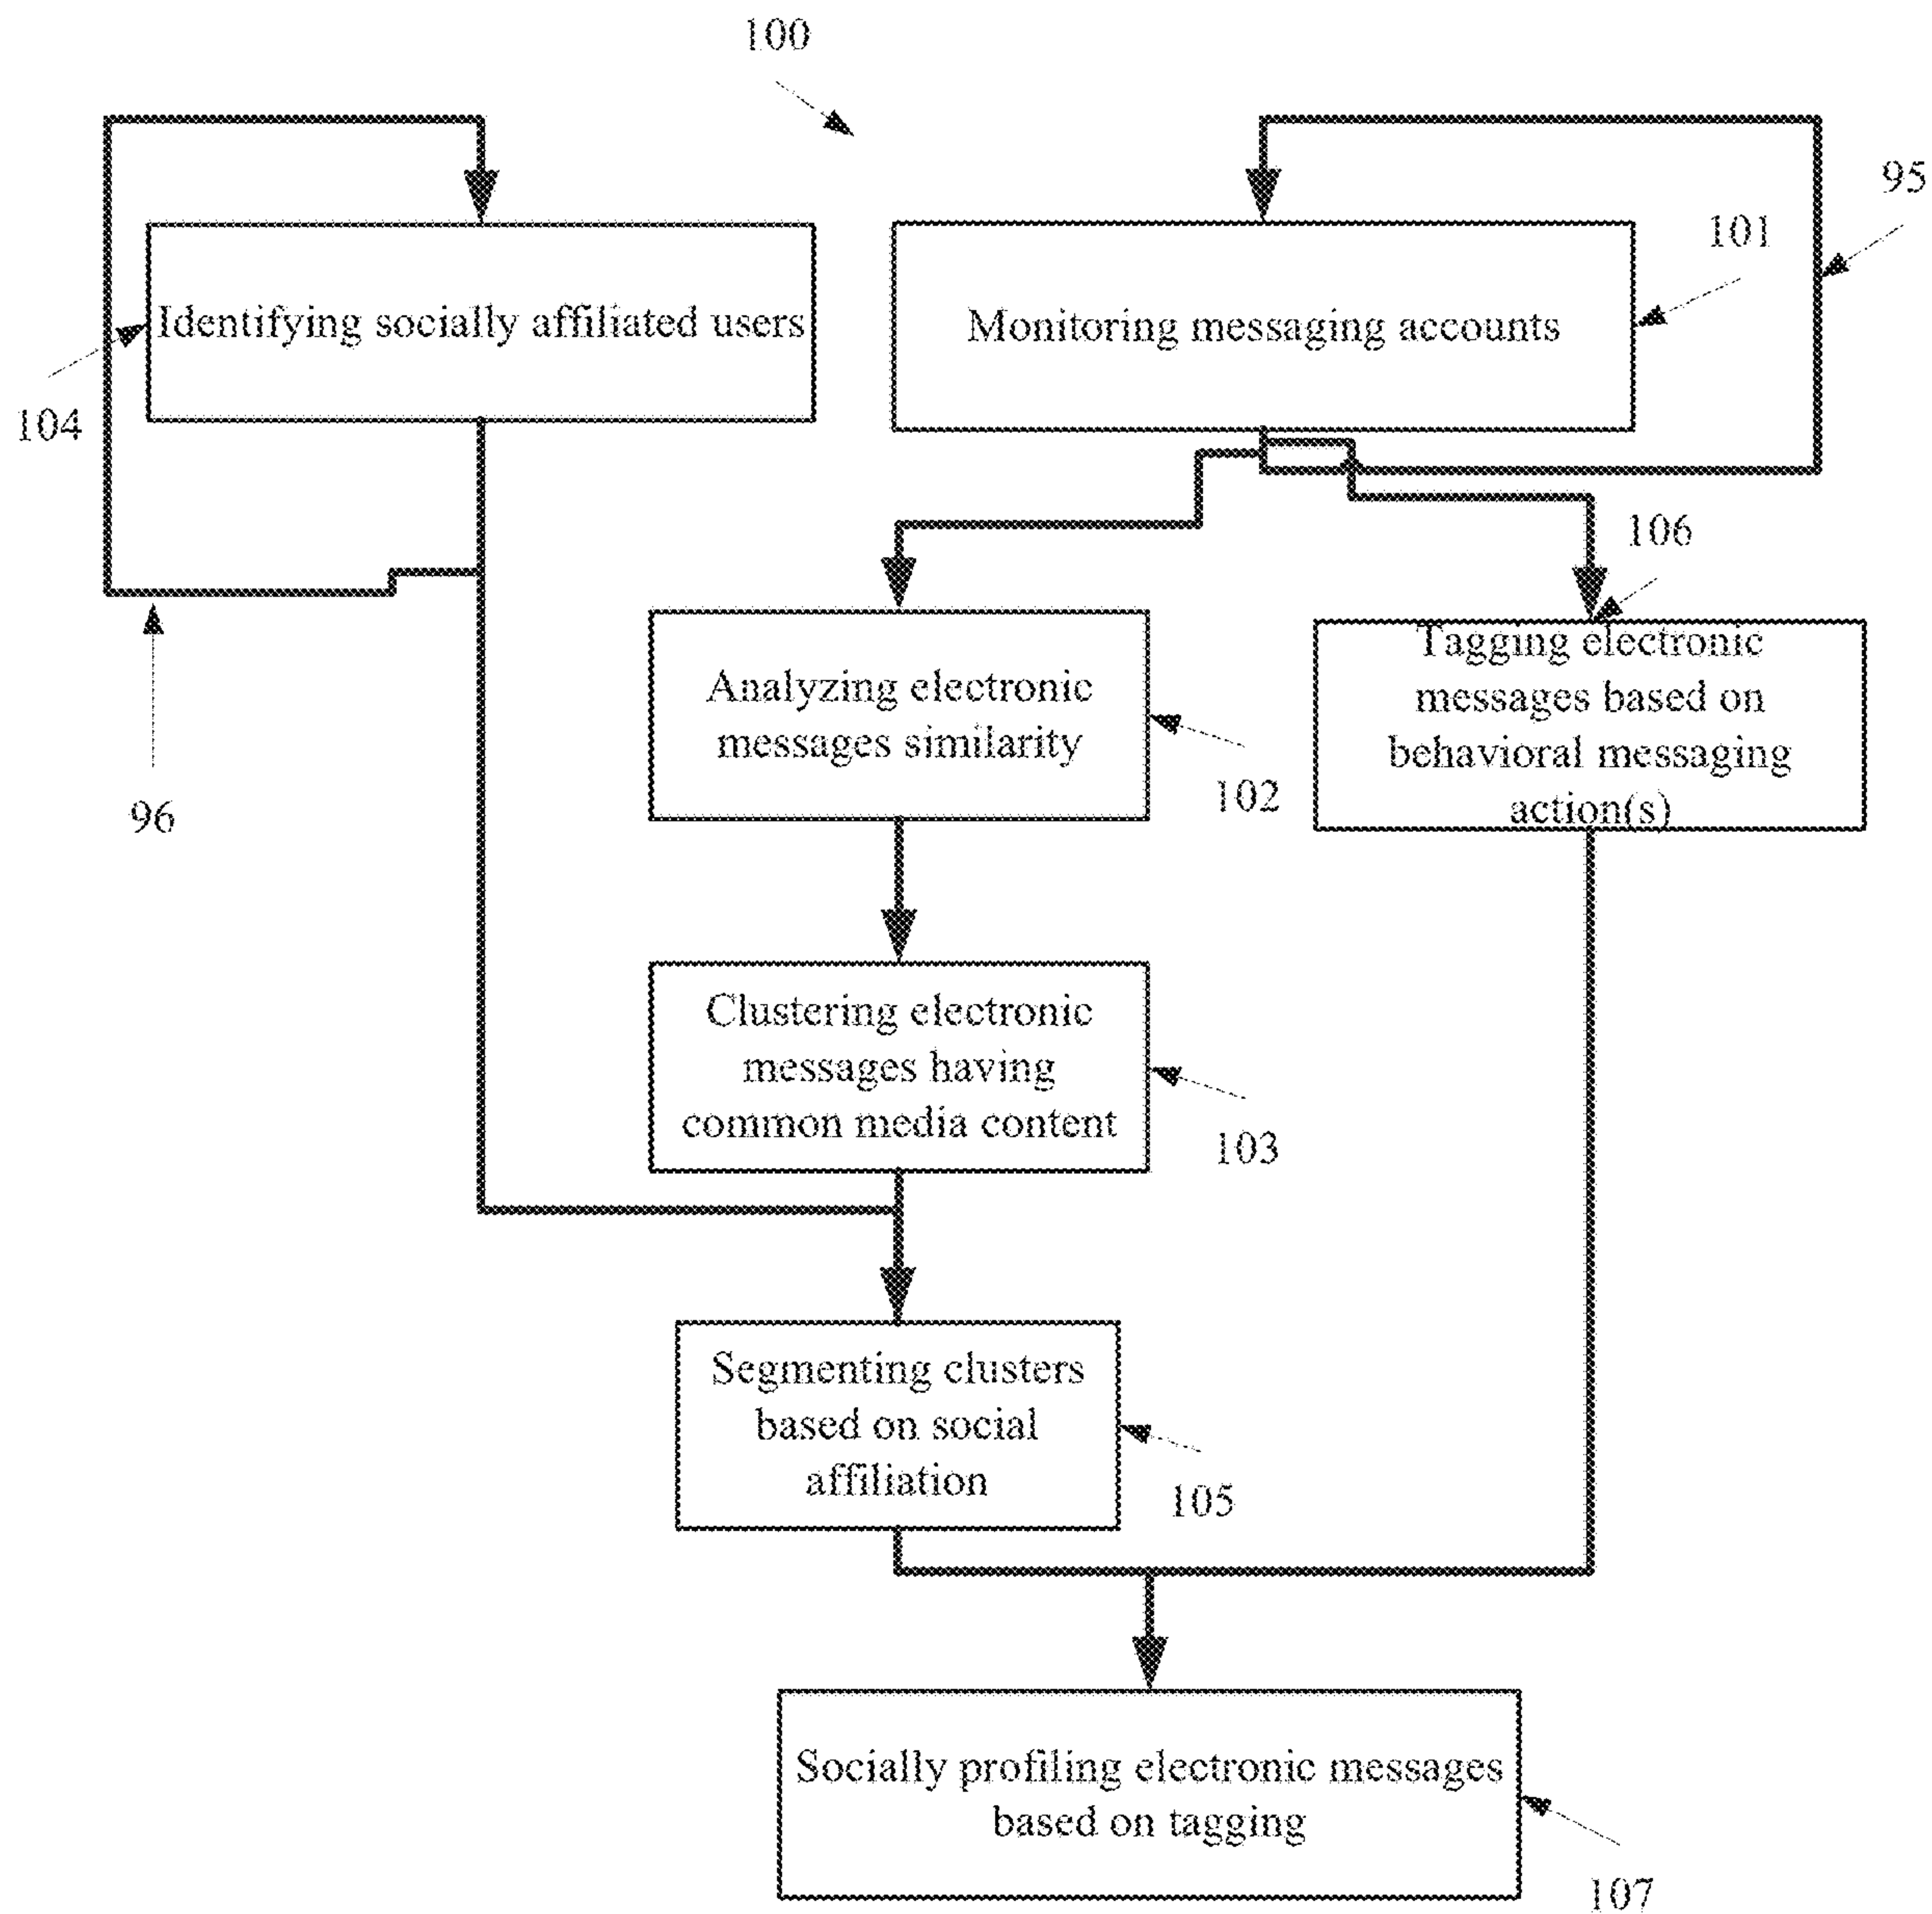 100
95
101
Identifying socially affiliated users
Monitoring messaging accounts
104
106
Tagging electronic
messages based on
behavioral messaging
action(s)
Analyzing electronic
messages similarity
102
96
Clustering electronic
messages having
common media content
103
Segmenting clusters
based on social
affiliation
105
Socially profiling electronic messages
based on tagging
107